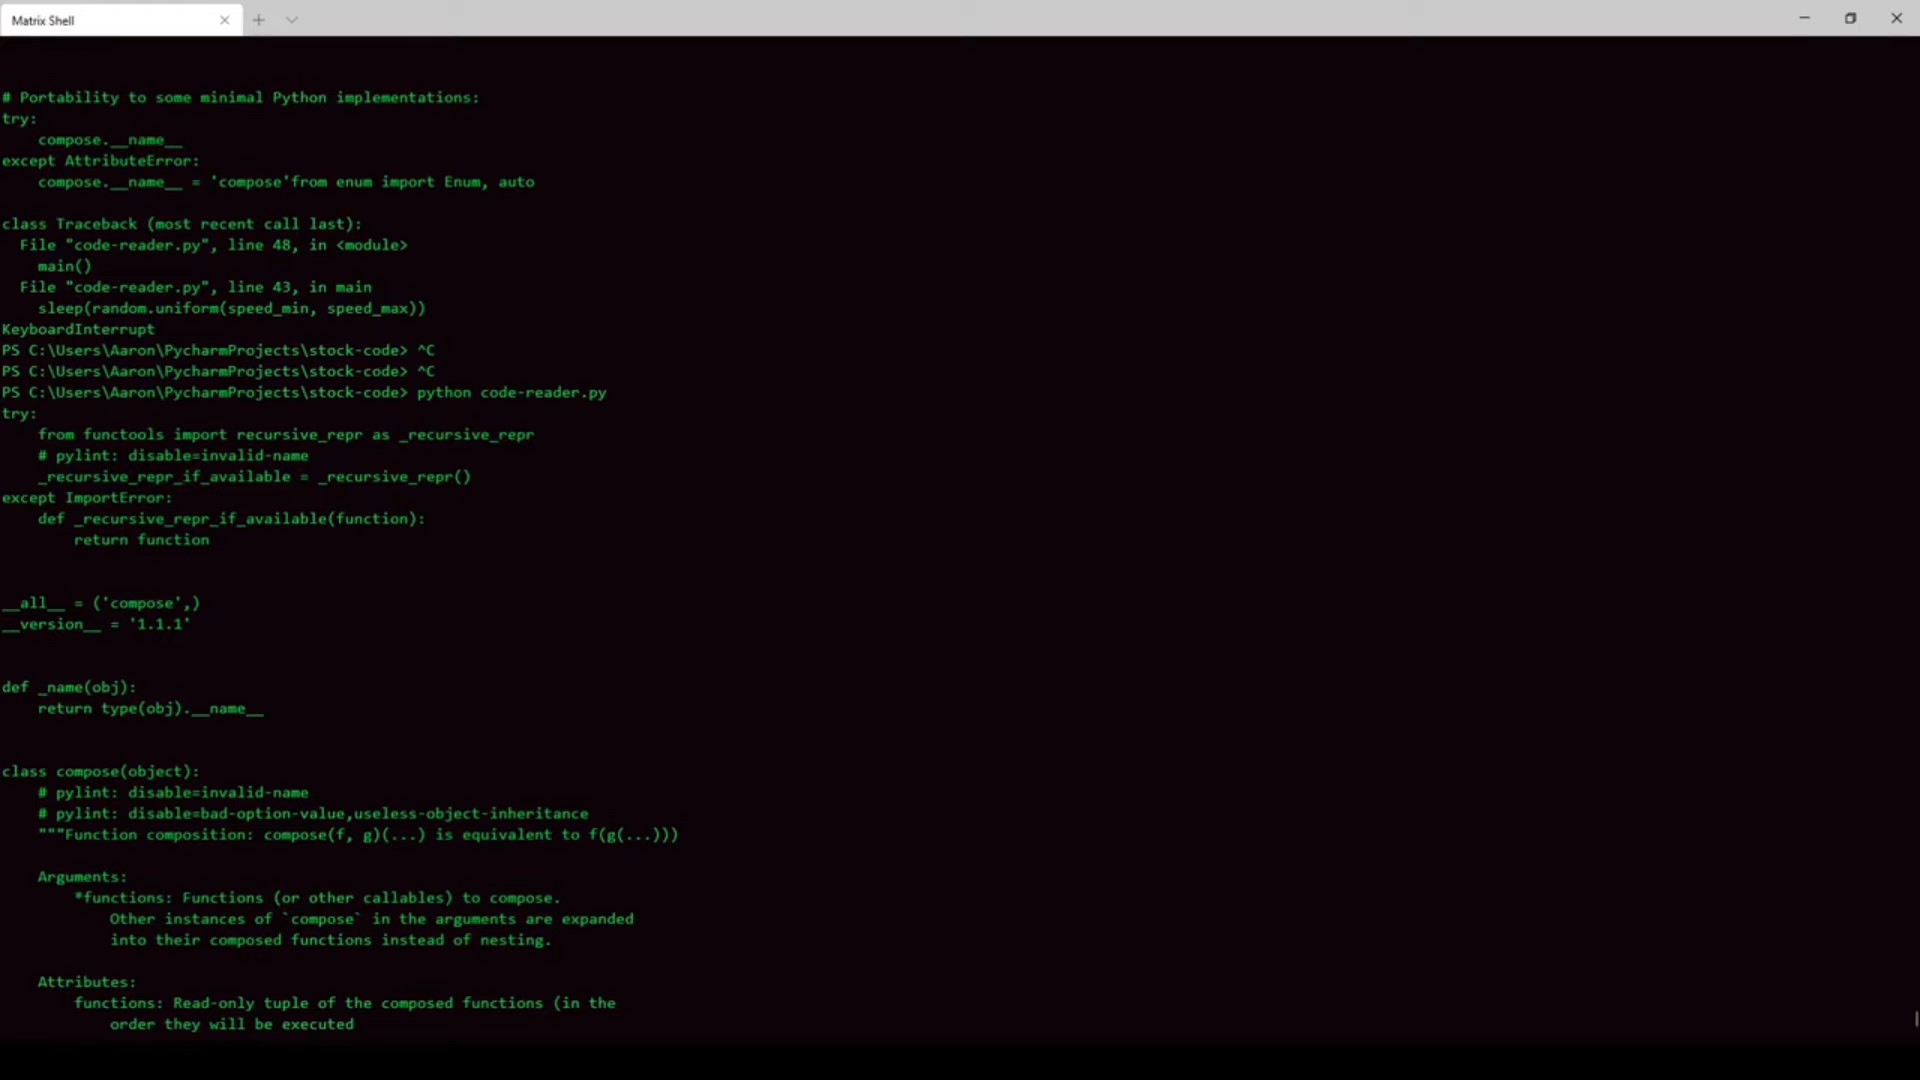 Matrix Shell
# Portability to some minimal Python implementations:
try:
    compose.__name__
except AttributeError:
    compose.__name__ = 'compose'from enum import Enum, auto

class Traceback (most recent call last):
  File "code-reader.py", line 48, in <module>
    main()
  File "code-reader.py", line 43, in main
    sleep(random.uniform(speed_min, speed_max))
KeyboardInterrupt
PS C:\Users\Aaron\PycharmProjects\stock-code> ^C
PS C:\Users\Aaron\PycharmProjects\stock-code> ^C
PS C:\Users\Aaron\PycharmProjects\stock-code> python code-reader.py
try:
    from functools import recursive_repr as _recursive_repr
    # pylint: disable=invalid-name
    _recursive_repr_if_available = _recursive_repr()
except ImportError:
    def _recursive_repr_if_available(function):
        return function


__all__ = ('compose',)
__version__ = '1.1.1'


def _name(obj):
    return type(obj).__name__


class compose(object):
    # pylint: disable=invalid-name
    # pylint: disable=bad-option-value,useless-object-inheritance
    """Function composition: compose(f, g)(...) is equivalent to f(g(...)))

    Arguments:
        *functions: Functions (or other callables) to compose.
            Other instances of `compose` in the arguments are expanded
            into their composed functions instead of nesting.

    Attributes:
        functions: Read-only tuple of the composed functions (in the
            order they will be executed